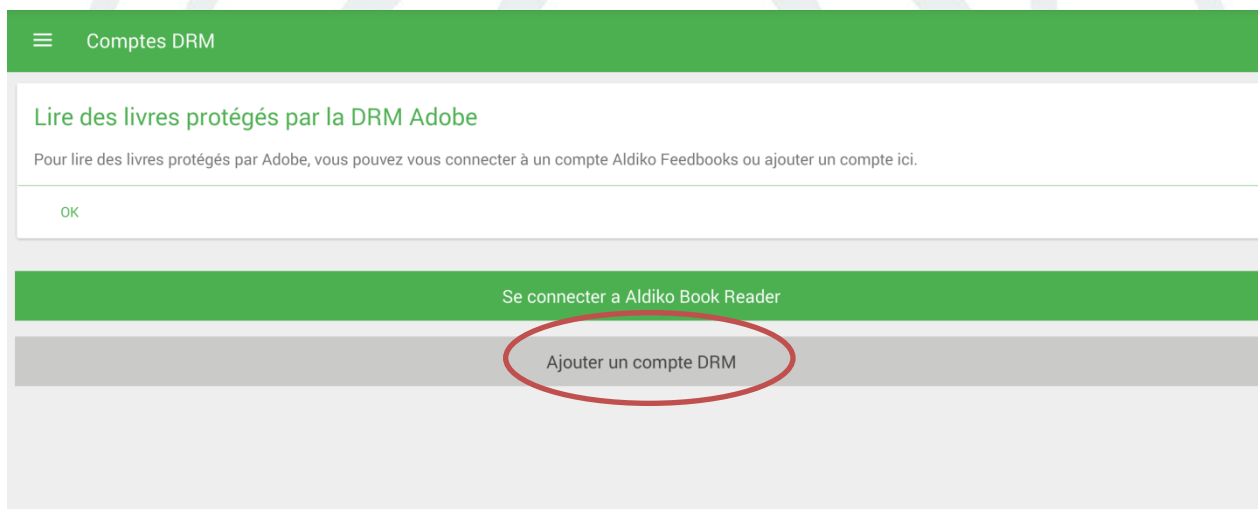 Comptes DRM
Lire des livres protégés par la DRM Adobe
Pour lire des livres protégés par Adobe, vous pouvez vous connecter à un compte Aldiko Feedbooks ou ajouter un compte ici.
OK
Se connecter a Aldiko Book Reader
Ajouter un compte DRM